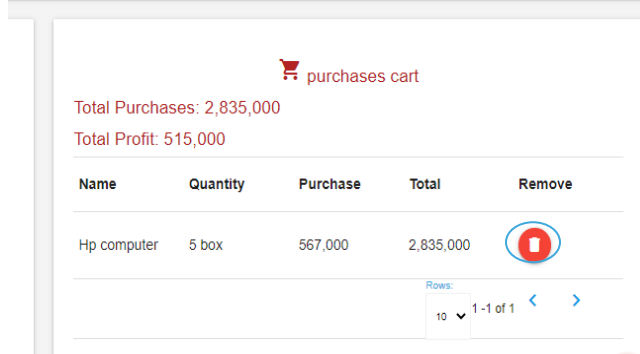 purchases cart
Total Purchases: 2,835,000
Total Profit: 515,000
Name Quantity Purchase Total Remove
Hp computer 5 box 567,000 2,835,000
Rows:
10 1 -1 of 1